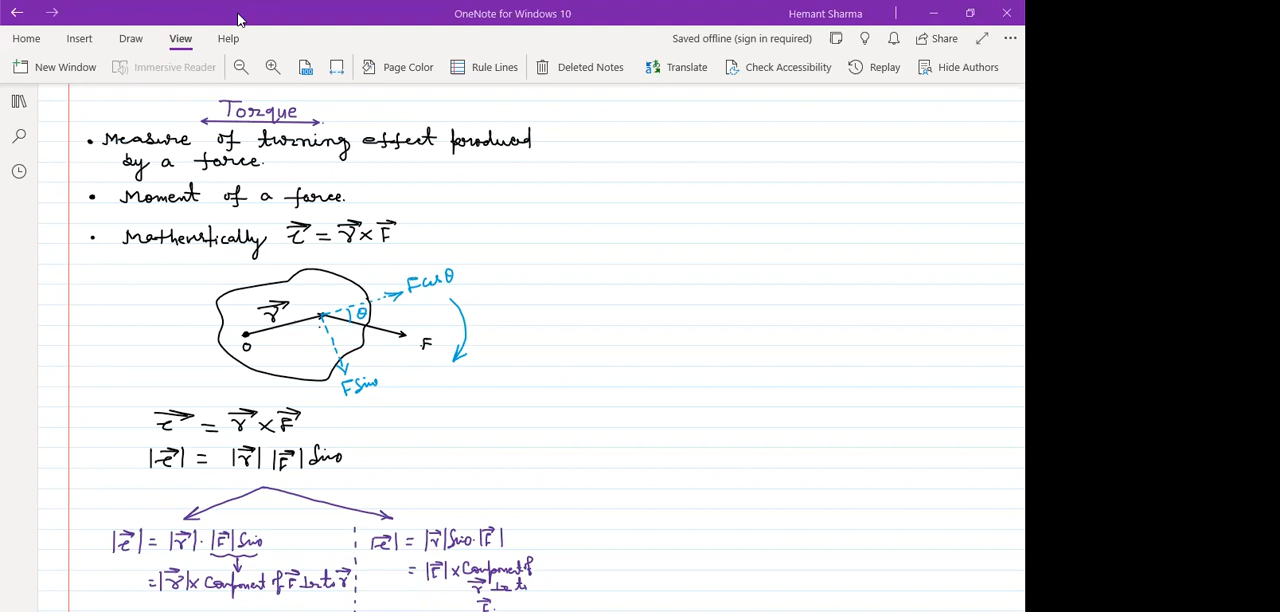 OneNote for Windows 10
Hemant Sharma
Home Insert Draw View Help
Saved offline (sign in required) Share
New Window Immersive Reader 100 Page Color Rule Lines Deleted Notes Translate Check Accessibility Replay Hide Authors
Torque
• Measure of turning effect produced
by a force.
• Moment of a force.
• Mathematically τ⃗ = r⃗ × F⃗
F cos θ
r⃗
θ
O
F
F sin θ
τ⃗ = r⃗ × F⃗
|τ⃗| = |r⃗| |F⃗| Sin θ
|τ⃗| = |r⃗| · |F⃗| Sin θ
= |r⃗| × Component of F⃗ ⊥r to r⃗
|τ⃗| = |r⃗| Sin θ · |F⃗|
= |F⃗| × Component of
r⃗ ⊥r to
F⃗.